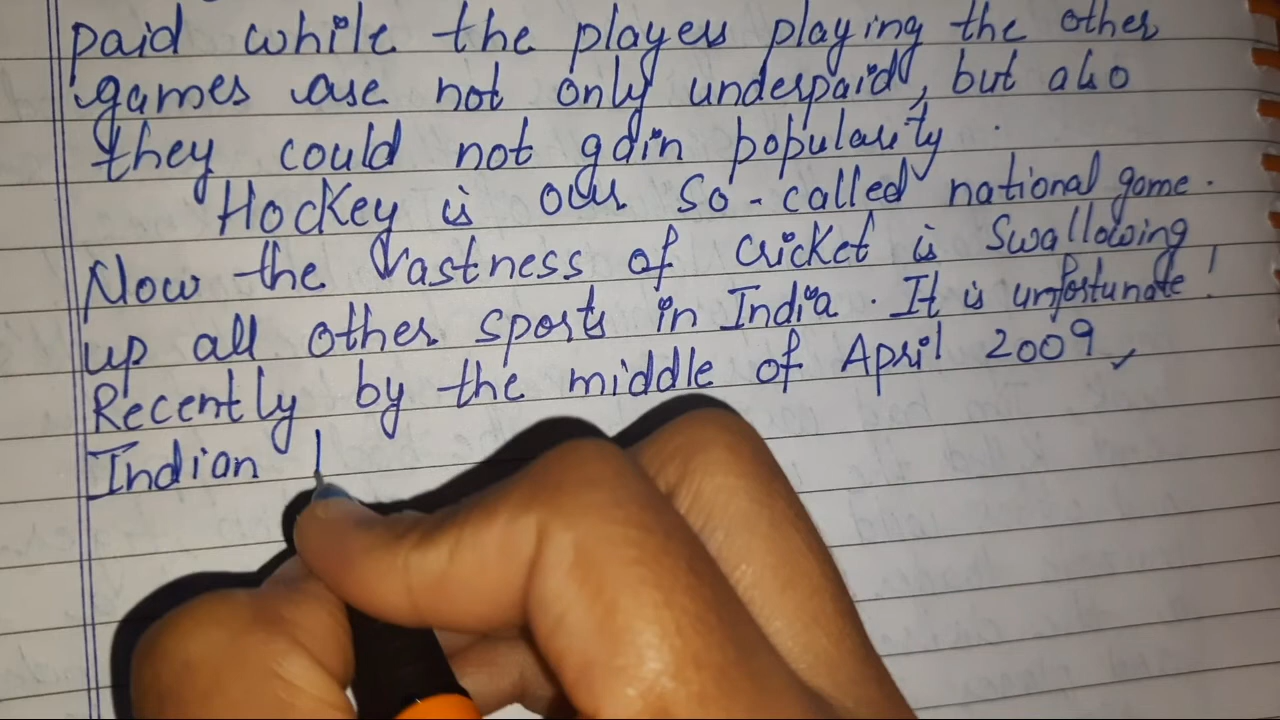 paid while the players playing the other
games are not only underpaid, but also
they could not gain popularity.
Hockey is our so-called national game.
Now the vastness of cricket is Swallowing
up all other sports in India. It is unfortunate!
Recently by the middle of April 2009,
Indian